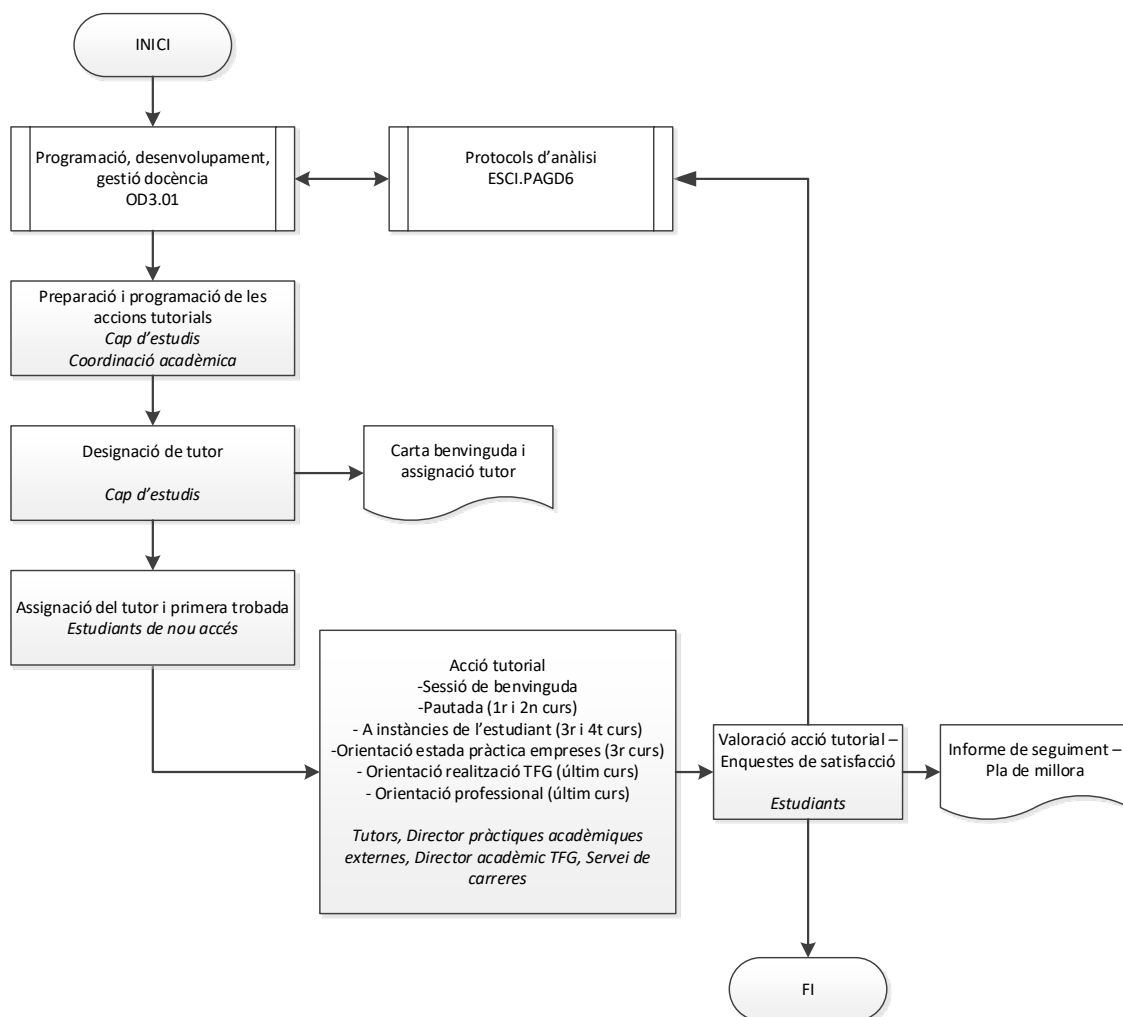 INICI
Programació, desenvolupament,
gestió docència
OD3.01
Protocols d’anàlisi
ESCI.PAGD6
Preparació i programació de les
accions tutorials
Cap d’estudis
Coordinació acadèmica
Designació de tutor
Cap d’estudis
Carta benvinguda i
assignació tutor
Assignació del tutor i primera trobada
Estudiants de nou accés
Acció tutorial
-Sessió de benvinguda
-Pautada (1r i 2n curs)
- A instàncies de l’estudiant (3r i 4t curs)
-Orientació estada pràctica empreses (3r curs)
- Orientació realització TFG (últim curs)
- Orientació professional (últim curs)
Tutors, Director pràctiques acadèmiques
externes, Director acadèmic TFG, Servei de
carreres
Valoració acció tutorial –
Enquestes de satisfacció
Estudiants
Informe de seguiment –
Pla de millora
FI